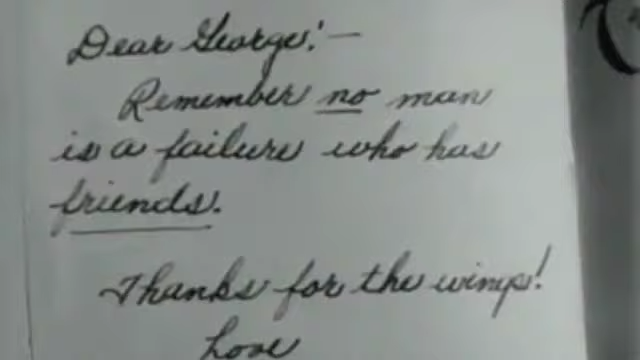 Dear George:—
Remember no man
is a failure who has
friends.
Thanks for the wings!
Love